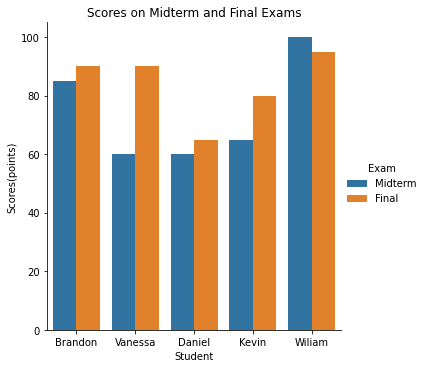 Scores on Midterm and Final Exams
100
80
60
40
20
0
Scores(points)
Brandon Vanessa Daniel Kevin Wiliam
Student
Exam
Midterm
Final